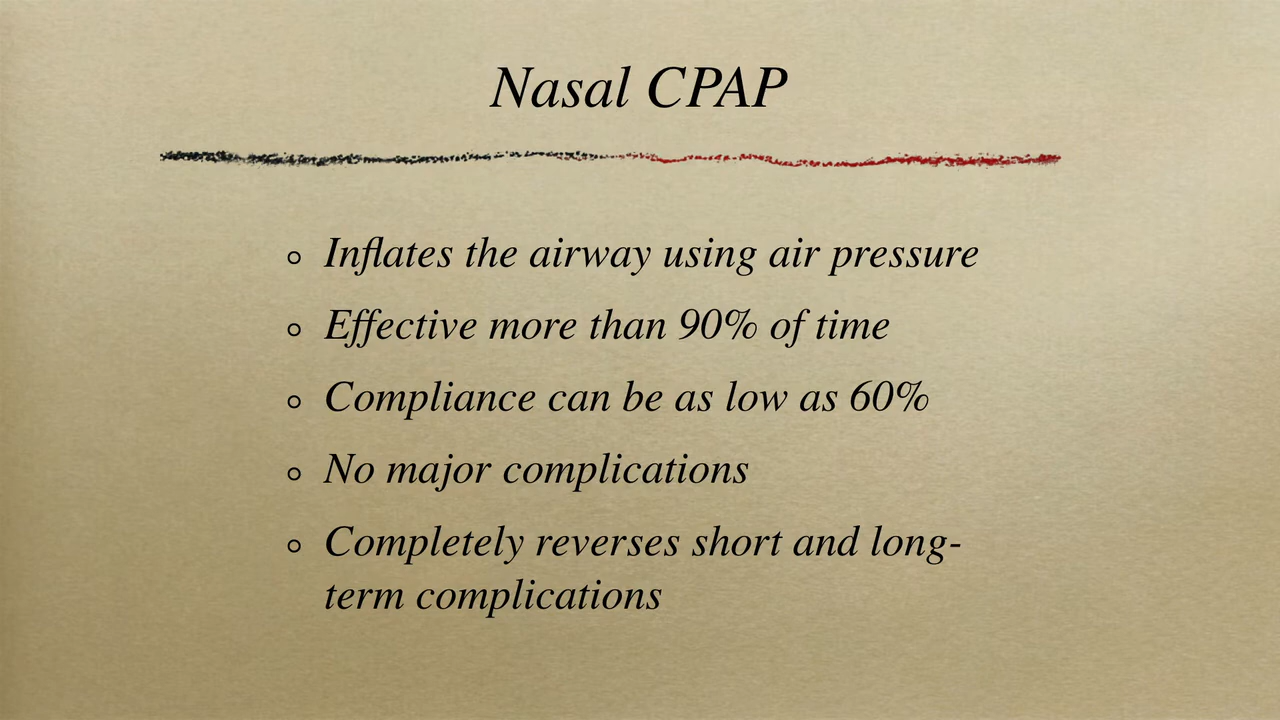 Nasal CPAP
Inflates the airway using air pressure
Effective more than 90% of time
Compliance can be as low as 60%
No major complications
Completely reverses short and long-
term complications